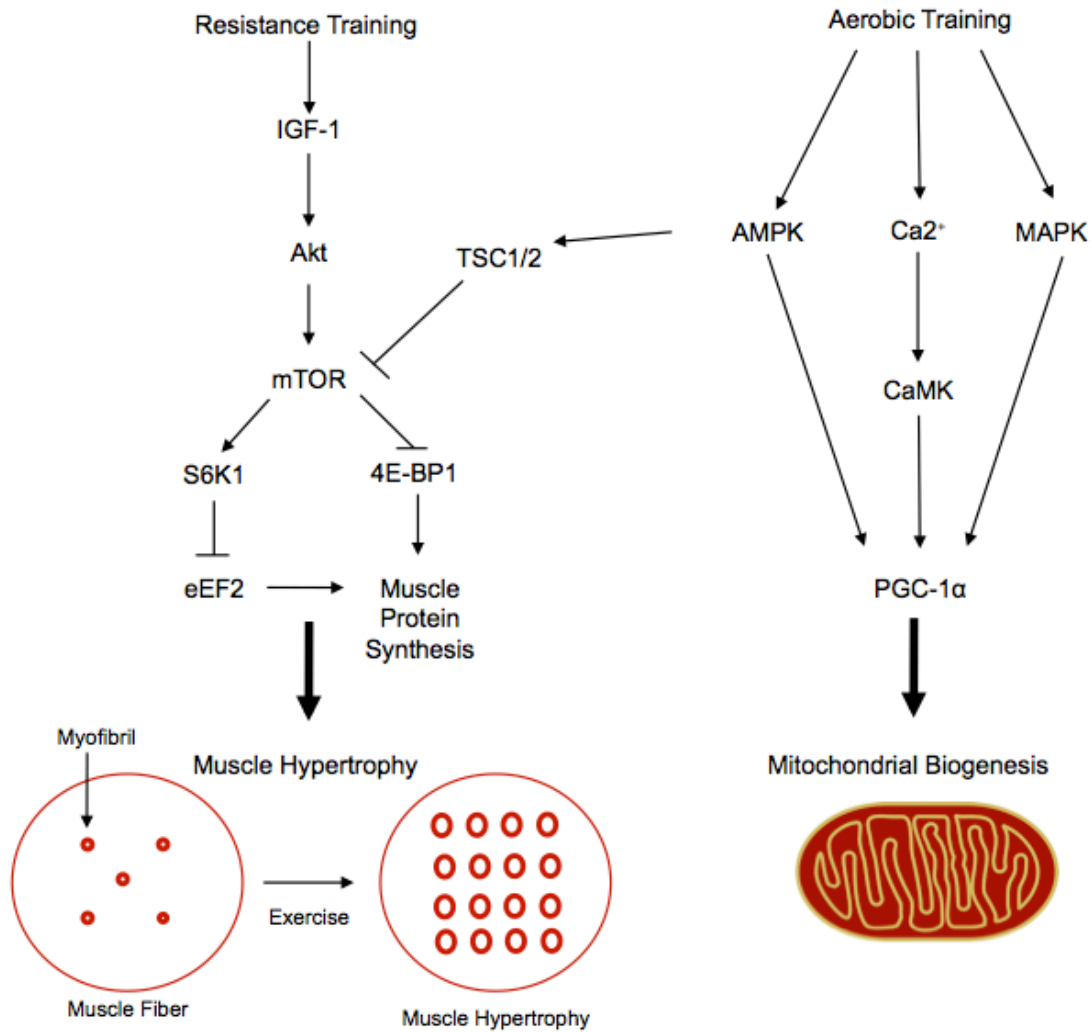 Resistance Training
Aerobic Training
IGF-1
Akt
TSC1/2
AMPK
Ca2⁺
MAPK
mTOR
CaMK
S6K1
4E-BP1
eEF2
Muscle
Protein
Synthesis
PGC-1α
Myofibril
Muscle Hypertrophy
Mitochondrial Biogenesis
Exercise
Muscle Fiber
Muscle Hypertrophy